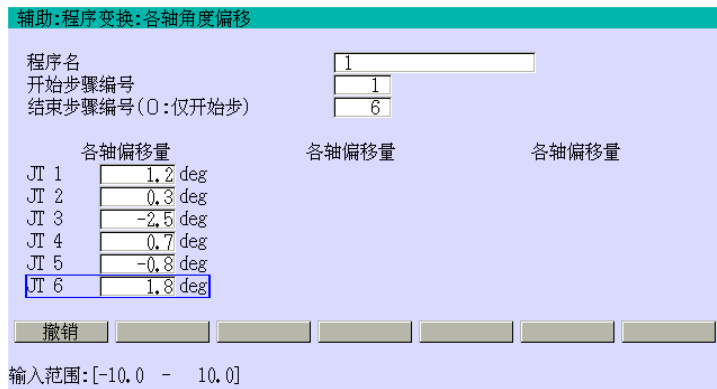 辅助:程序变换:各轴角度偏移
程序名 1
开始步骤编号 1
结束步骤编号(0:仅开始步) 6
各轴偏移量 各轴偏移量 各轴偏移量
JT 1 1.2 deg
JT 2 0.3 deg
JT 3 -2.5 deg
JT 4 0.7 deg
JT 5 -0.8 deg
JT 6 1.8 deg
撤销
输入范围:[-10.0 - 10.0]